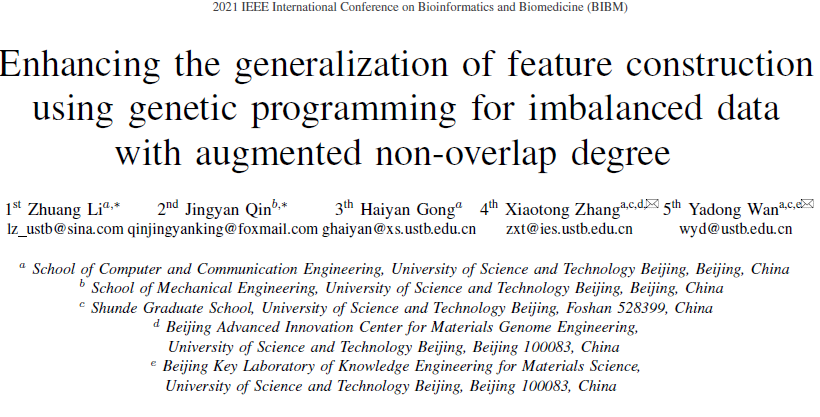 2021 IEEE International Conference on Bioinformatics and Biomedicine (BIBM)
Enhancing the generalization of feature construction
using genetic programming for imbalanced data
with augmented non-overlap degree
1st Zhuang Lia,* 2nd Jingyan Qinb,* 3th Haiyan Gonga 4th Xiaotong Zhanga,c,d,✉ 5th Yadong Wana,c,e✉
lz_ustb@sina.com qinjingyanking@foxmail.com ghaiyan@xs.ustb.edu.cn zxt@ies.ustb.edu.cn wyd@ustb.edu.cn
a School of Computer and Communication Engineering, University of Science and Technology Beijing, Beijing, China
b School of Mechanical Engineering, University of Science and Technology Beijing, Beijing, China
c Shunde Graduate School, University of Science and Technology Beijing, Foshan 528399, China
d Beijing Advanced Innovation Center for Materials Genome Engineering,
University of Science and Technology Beijing, Beijing 100083, China
e Beijing Key Laboratory of Knowledge Engineering for Materials Science,
University of Science and Technology Beijing, Beijing 100083, China